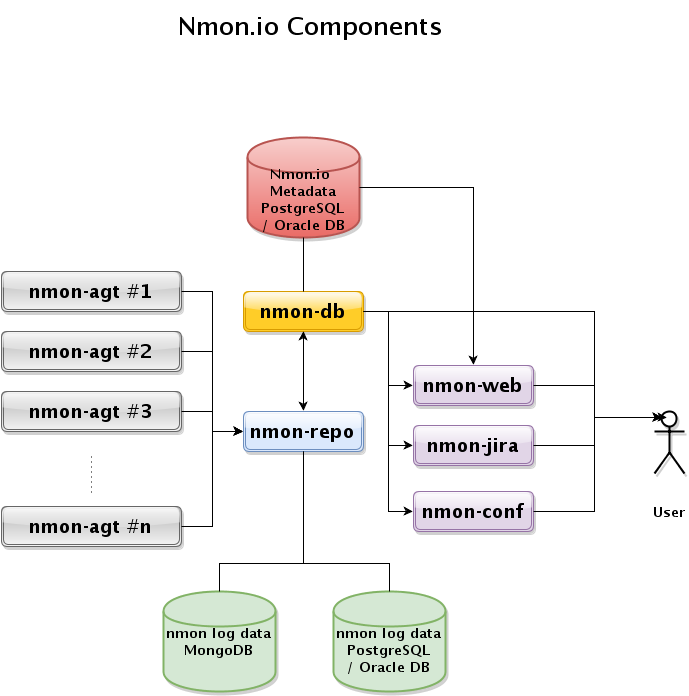 Nmon.io Components
Nmon.io
Metadata
PostgreSQL
/ Oracle DB
nmon-agt #1
nmon-db
nmon-agt #2
nmon-web
nmon-agt #3
nmon-repo
nmon-jira
nmon-agt #n
nmon-conf
User
nmon log data
MongoDB
nmon log data
PostgreSQL
/ Oracle DB